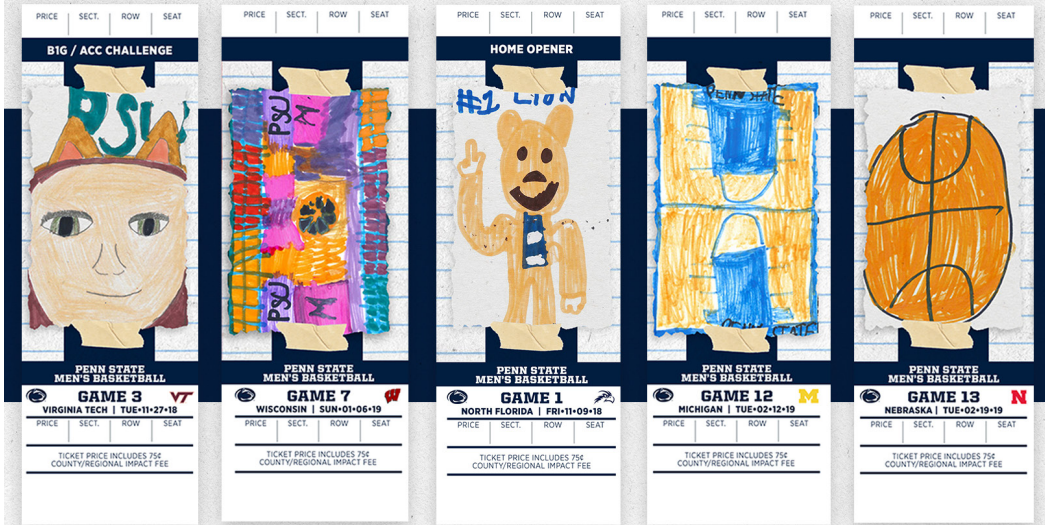 PRICE SECT. ROW SEAT
B1G / ACC CHALLENGE
PSU
PENN STATE
MEN'S BASKETBALL
GAME 3
VT
VIRGINIA TECH | TUE•11•27•18
PRICE SECT. ROW SEAT
TICKET PRICE INCLUDES 75¢
COUNTY/REGIONAL IMPACT FEE
PRICE SECT. ROW SEAT
PSU M
PSU M
PENN STATE
MEN'S BASKETBALL
GAME 7
W
WISCONSIN | SUN•01•06•19
PRICE SECT. ROW SEAT
TICKET PRICE INCLUDES 75¢
COUNTY/REGIONAL IMPACT FEE
PRICE SECT. ROW SEAT
HOME OPENER
#1 LION
PENN STATE
MEN'S BASKETBALL
GAME 1
NORTH FLORIDA | FRI•11•09•18
PRICE SECT. ROW SEAT
TICKET PRICE INCLUDES 75¢
COUNTY/REGIONAL IMPACT FEE
PRICE SECT. ROW SEAT
PENN STATE
PENN STATE
PENN STATE
MEN'S BASKETBALL
GAME 12
M
MICHIGAN | TUE•02•12•19
PRICE SECT. ROW SEAT
TICKET PRICE INCLUDES 75¢
COUNTY/REGIONAL IMPACT FEE
PRICE SECT. ROW SEAT
PENN STATE
MEN'S BASKETBALL
GAME 13
N
NEBRASKA | TUE•02•19•19
PRICE SECT. ROW SEAT
TICKET PRICE INCLUDES 75¢
COUNTY/REGIONAL IMPACT FEE